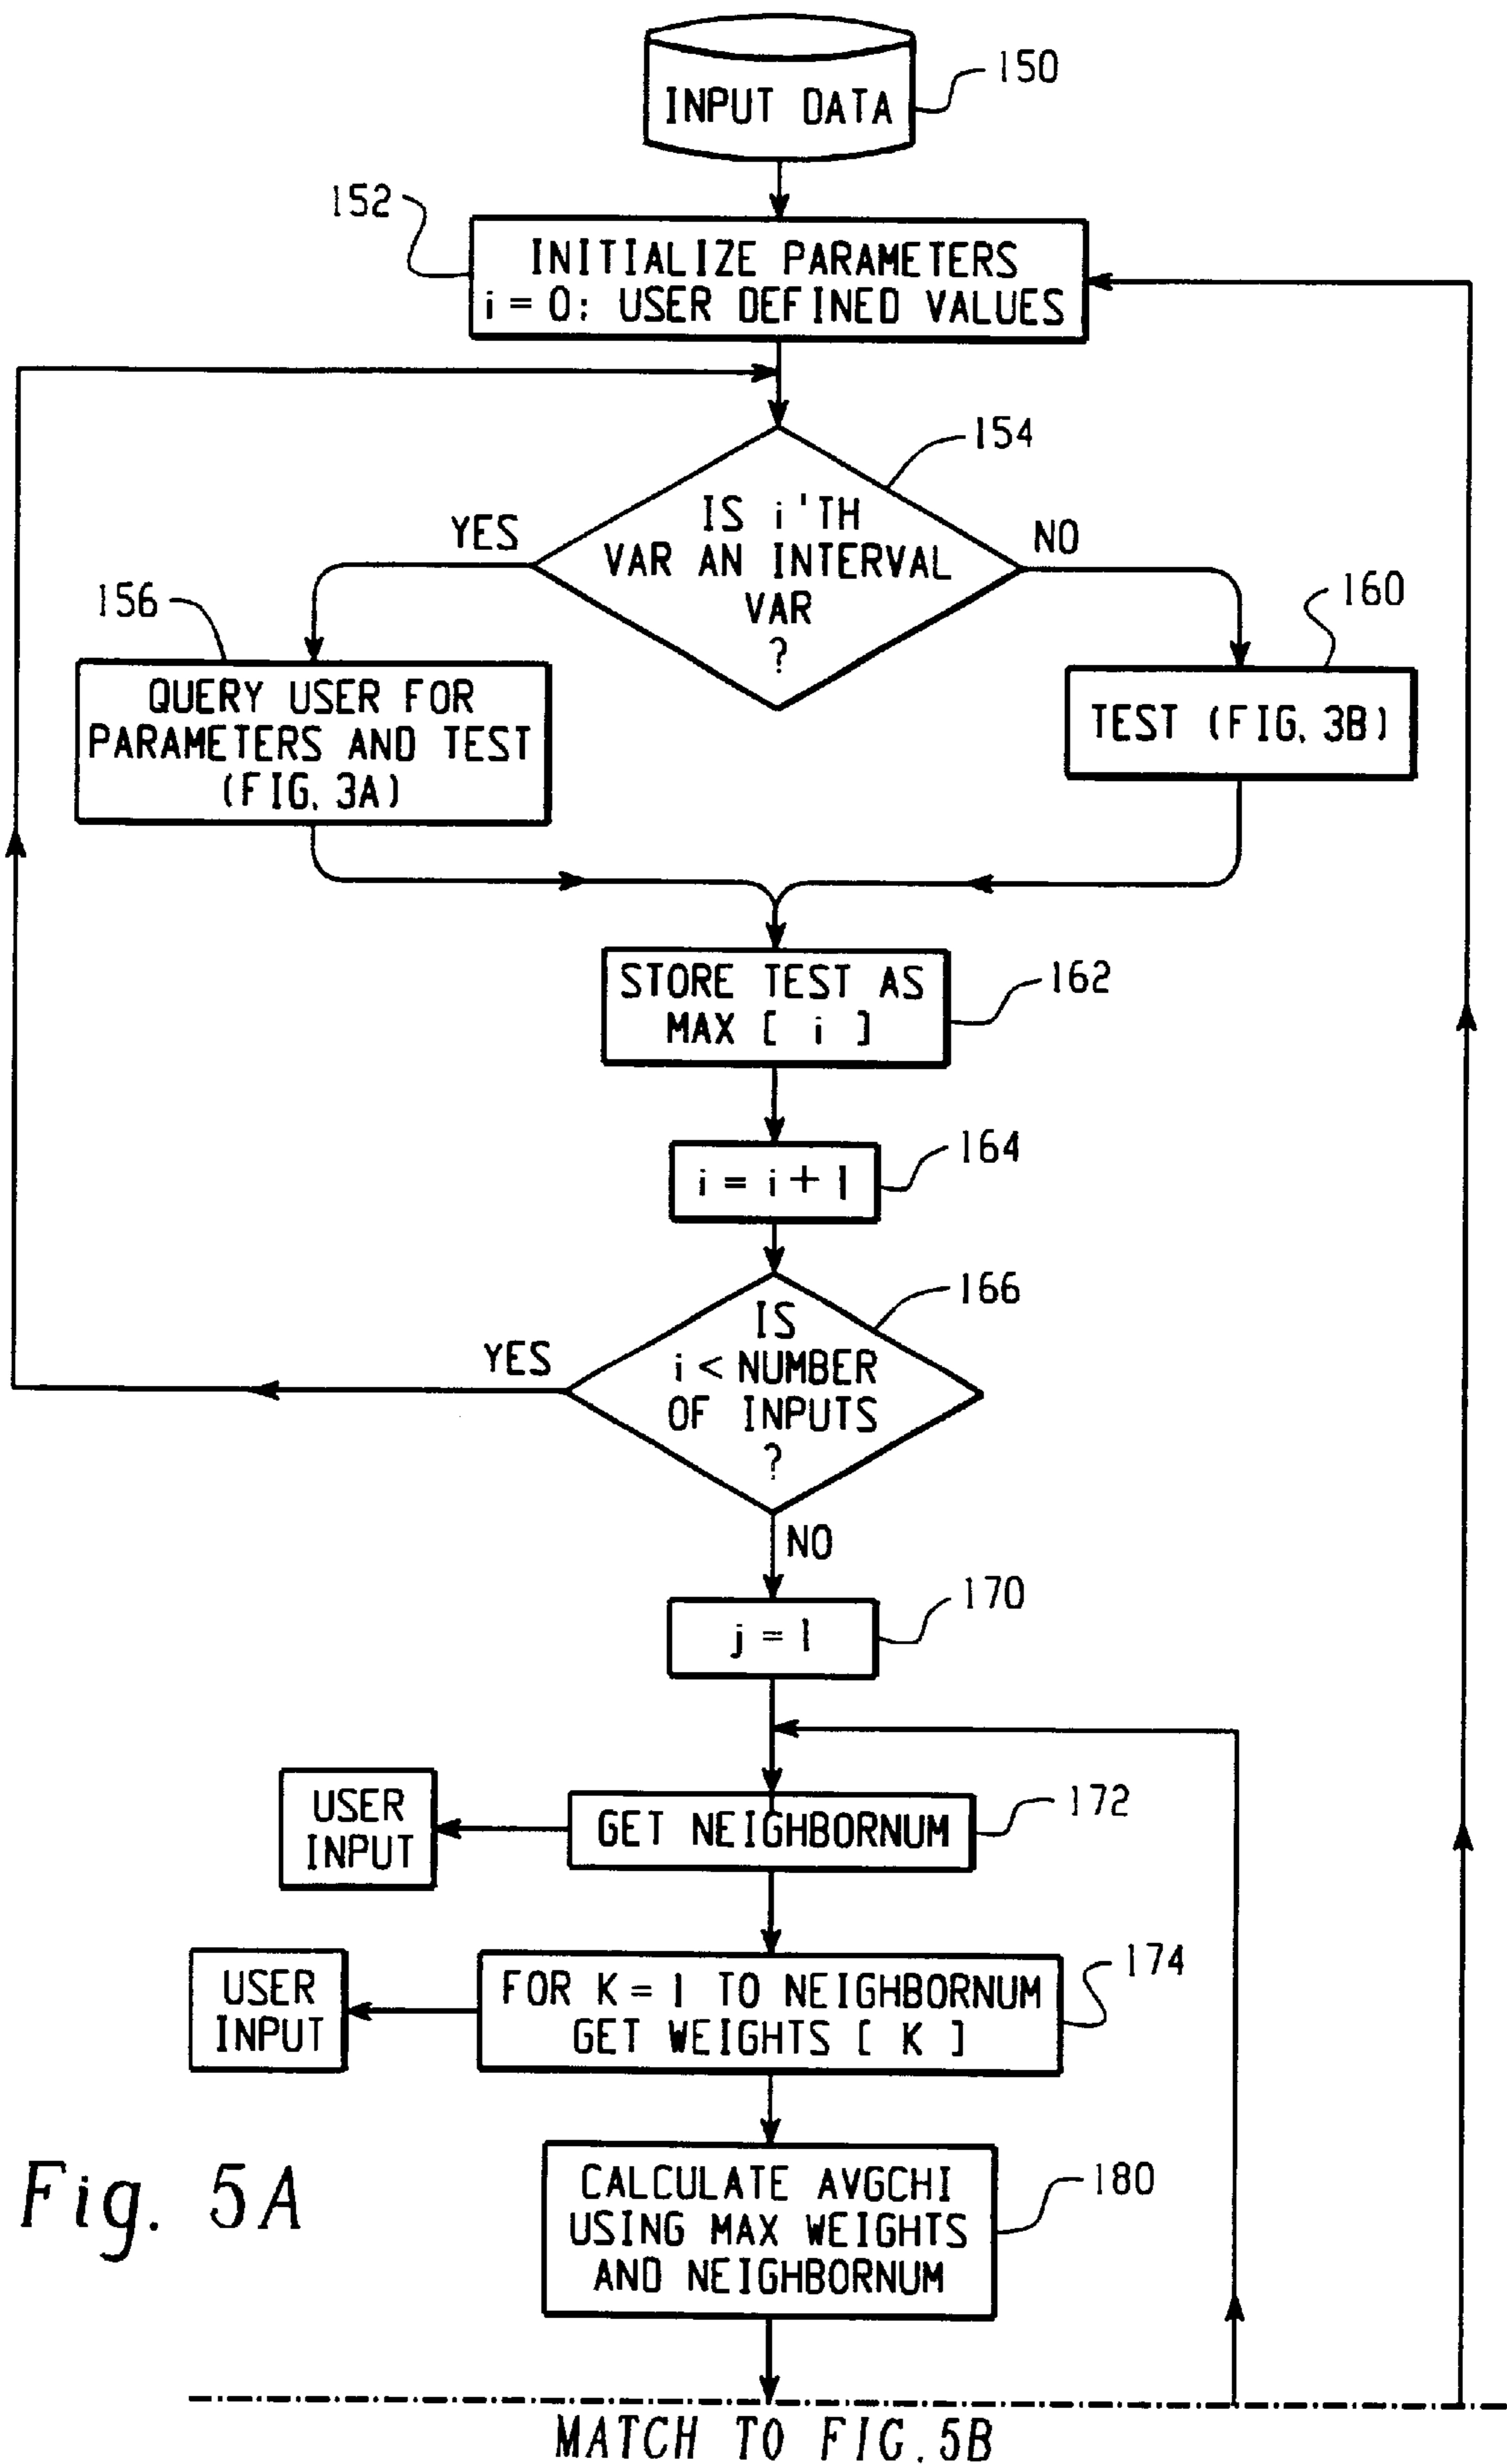 INPUT DATA
150
152
INITIALIZE PARAMETERS
i = 0: USER DEFINED VALUES
154
IS i'TH
VAR AN INTERVAL
VAR
?
YES
NO
156
160
QUERY USER FOR
PARAMETERS AND TEST
(FIG. 3A)
TEST (FIG. 3B)
STORE TEST AS
MAX [ i ]
162
i = i + 1
164
IS
i < NUMBER
OF INPUTS
?
166
YES
NO
j = 1
170
USER
INPUT
GET NEIGHBORNUM
172
USER
INPUT
FOR K = 1 TO NEIGHBORNUM
GET WEIGHTS [ K ]
174
CALCULATE AVGCHI
USING MAX WEIGHTS
AND NEIGHBORNUM
180
Fig. 5A
MATCH TO FIG. 5B